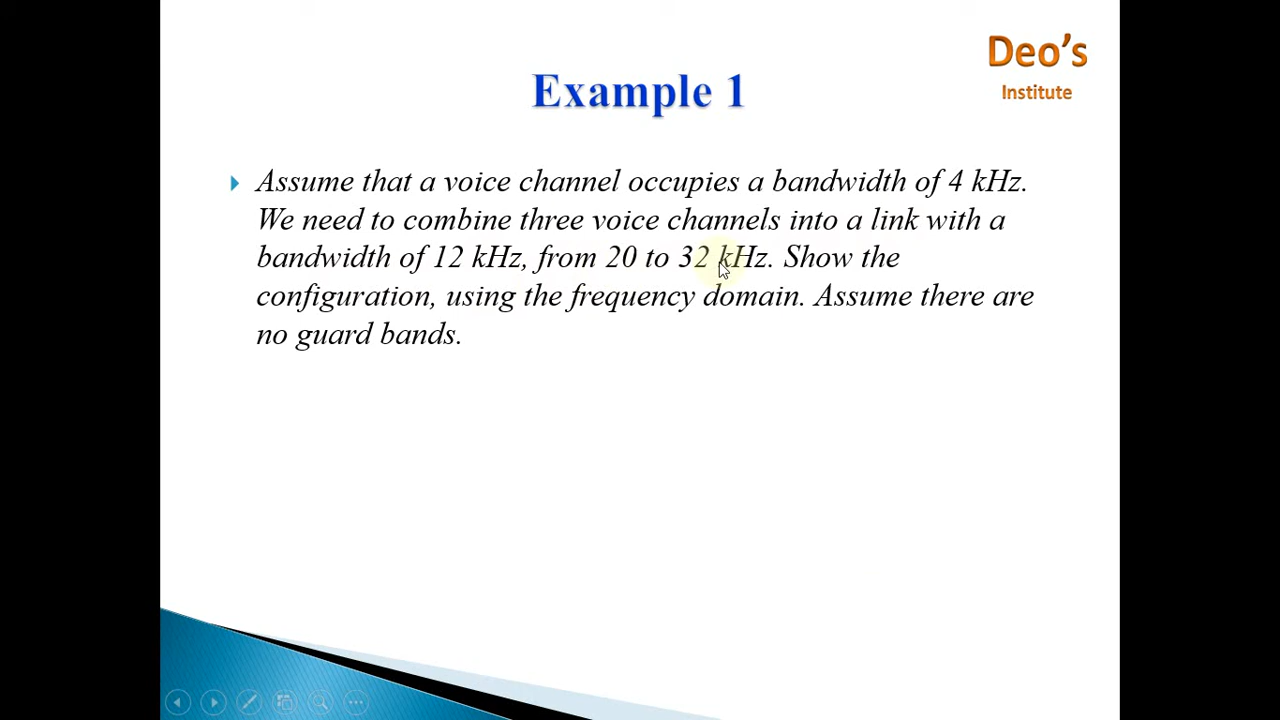 Deo's
Institute
Example 1
Assume that a voice channel occupies a bandwidth of 4 kHz.
We need to combine three voice channels into a link with a
bandwidth of 12 kHz, from 20 to 32 kHz. Show the
configuration, using the frequency domain. Assume there are
no guard bands.